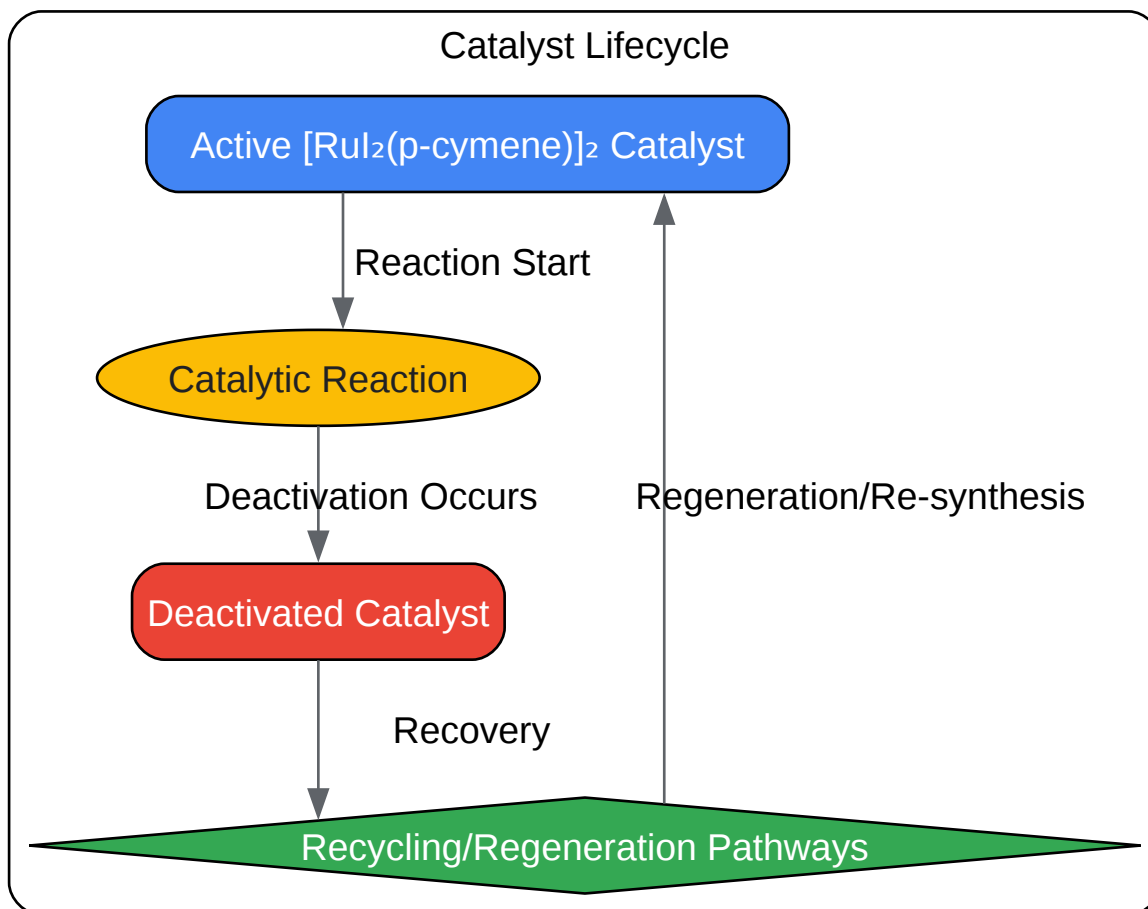 Catalyst Lifecycle
Active [RuI₂(p-cymene)]₂ Catalyst
Reaction Start
Catalytic Reaction
Deactivation Occurs
Regeneration/Re-synthesis
Deactivated Catalyst
Recovery
Recycling/Regeneration Pathways